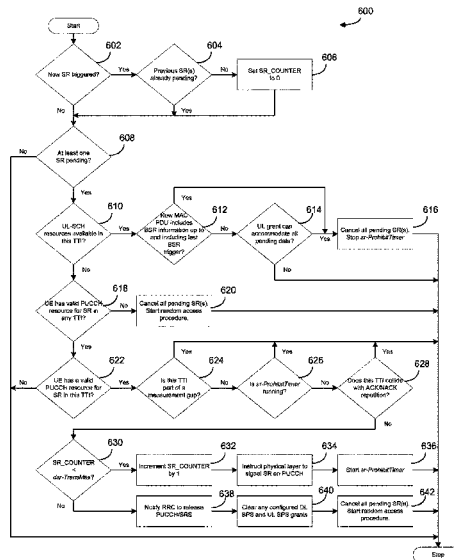 600
Start
602
604
606
New SR triggered?
Yes
Previous SR(s)
already pending?
No
Set SR_COUNTER
to 0
No
Yes
608
At least one
SR pending?
No
Yes
Yes
610
612
614
616
UL-SCH
resources available in
this TTI?
Yes
New MAC
PDU includes
BSR information up to
and including last
BSR
trigger?
No
UL grant can
accommodate all
pending data?
Yes
Cancel all pending SR(s).
Stop sr-ProhibitTimer
No
No
618
620
UE has valid PUCCH
resource for SR in
any TTI?
No
Cancel all pending SR(s).
Start random access
procedure.
Yes
Yes
Yes
Yes
622
624
626
628
UE has a valid
PUCCH resource for
SR in this TTI?
No
Yes
Is this TTI
part of a
measurement gap?
No
Is sr-ProhibitTimer
running?
No
Does this TTI collide
with ACK/NACK
repetition?
No
630
632
634
636
SR_COUNTER
<
dsr-TransMax?
Yes
Increment SR_COUNTER
by 1
Instruct physical layer to
signal SR on PUCCH
Start sr-ProhibitTimer
No
638
640
642
Notify RRC to release
PUCCH/SRS
Clear any configured DL
SPS and UL SPS grants
Cancel all pending SR(s).
Start random access
procedure.
Stop